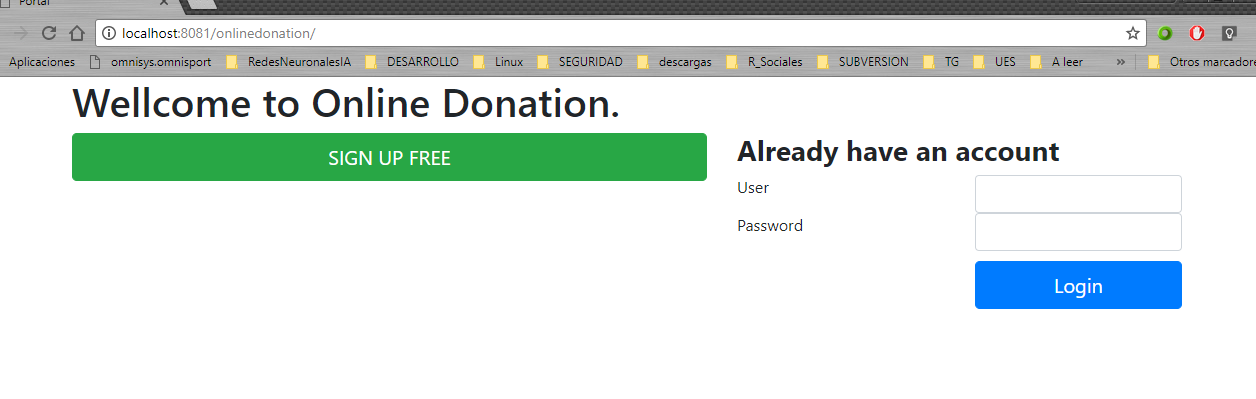 Portal
localhost:8081/onlinedonation/
Aplicaciones omnisys.omnisport RedesNeuronalesIA DESARROLLO Linux SEGURIDAD descargas R_Sociales SUBVERSION TG UES A leer » Otros marcadore
Wellcome to Online Donation.
SIGN UP FREE
Already have an account
User
Password
Login